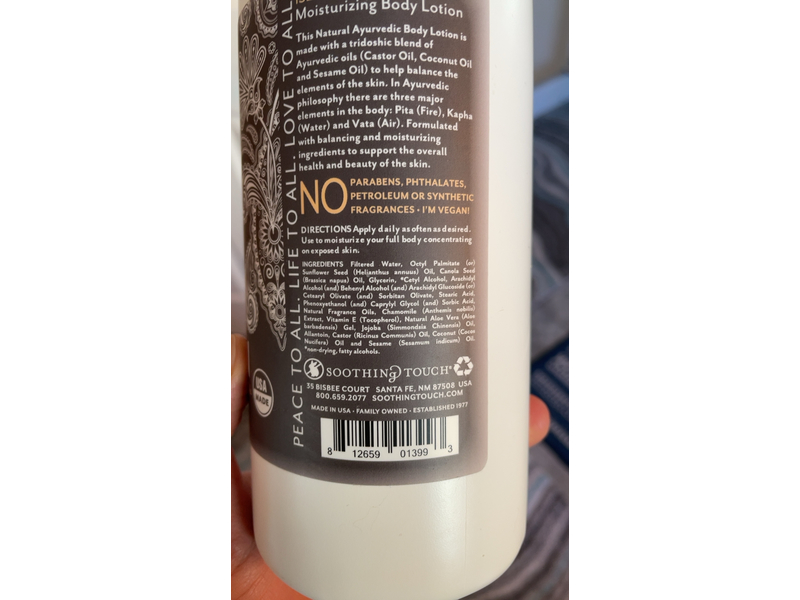 Moisturizing Body Lotion
This Natural Ayurvedic Body Lotion is
made with a tridoshic blend of
Ayurvedic oils (Castor Oil, Coconut Oil
and Sesame Oil) to help balance the
elements of the skin. In Ayurvedic
philosophy there are three major
elements in the body: Pita (Fire), Kapha
(Water) and Vata (Air). Formulated
with balancing and moisturizing
ingredients to support the overall
health and beauty of the skin.
NO PARABENS, PHTHALATES,
PETROLEUM OR SYNTHETIC
FRAGRANCES • I'M VEGAN!
DIRECTIONS Apply daily as often as desired.
Use to moisturize your full body concentrating
on exposed skin.
INGREDIENTS Filtered Water, Octyl Palmitate (or)
Sunflower Seed (Helianthus annuus) Oil, Canola Seed
(Brassica napus) Oil, Glycerin, *Cetyl Alcohol, Arachidyl
Alcohol (and) Behenyl Alcohol (and) Arachidyl Glucoside (or)
Cetearyl Olivate (and) Sorbitan Olivate, Stearic Acid,
Phenoxyethanol (and) Caprylyl Glycol (and) Sorbic Acid,
Natural Fragrance Oils, Chamomile (Anthemis nobilis)
Extract, Vitamin E (Tocopherol), Natural Aloe Vera (Aloe
barbadensis) Gel, Jojoba (Simmondsia Chinensis) Oil,
Allantoin, Castor (Ricinus Communis) Oil, Coconut (Cocos
Nucifera) Oil and Sesame (Sesamum indicum) Oil,
*non-drying, fatty alcohols.
SOOTHING TOUCH®
35 BISBEE COURT SANTA FE, NM 87508 USA
800.659.2077 SOOTHINGTOUCH.COM
MADE IN USA • FAMILY OWNED • ESTABLISHED 1977
8 12659 01399 3
PEACE TO ALL. LIFE TO ALL. LOVE TO ALL.
USA
MADE